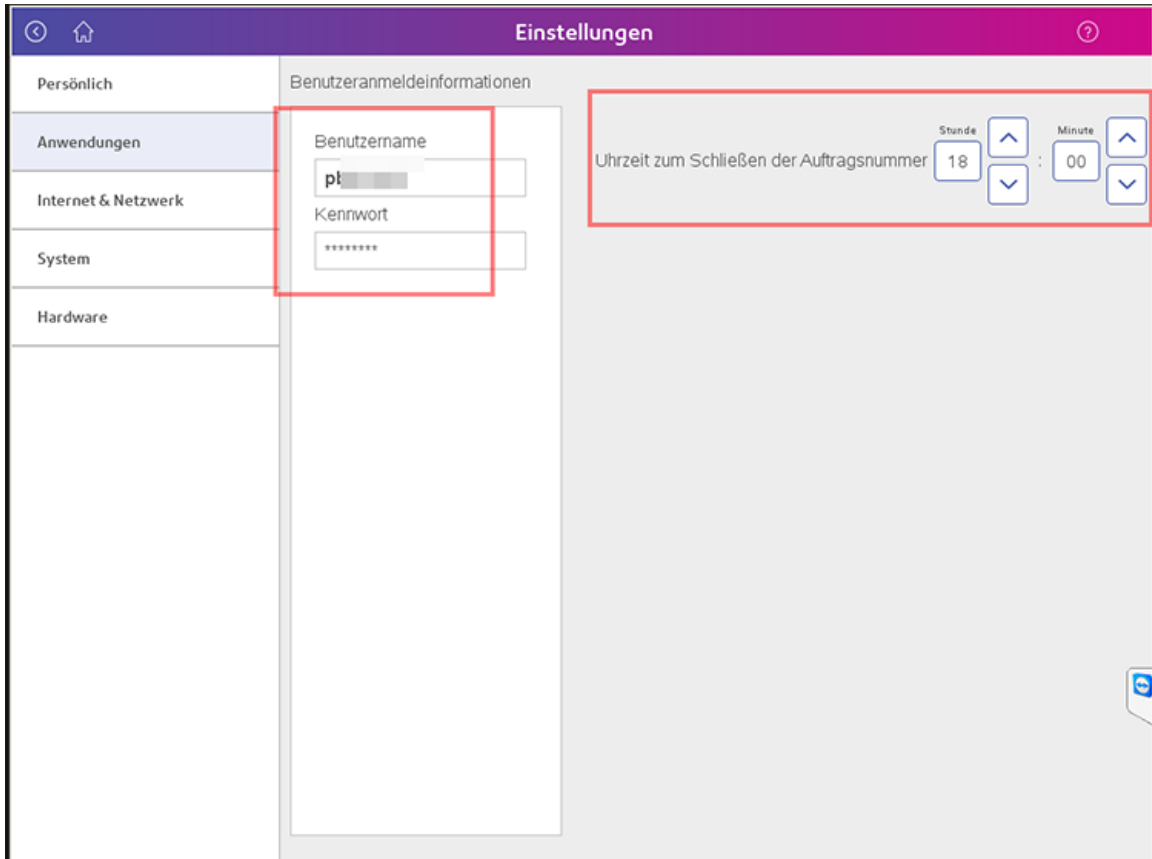 Einstellungen
Persönlich
Anwendungen
Internet & Netzwerk
System
Hardware
Benutzeranmeldeinformationen
Benutzername
Kennwort
********
Uhrzeit zum Schließen der Auftragsnummer
Stunde
18
:
Minute
00